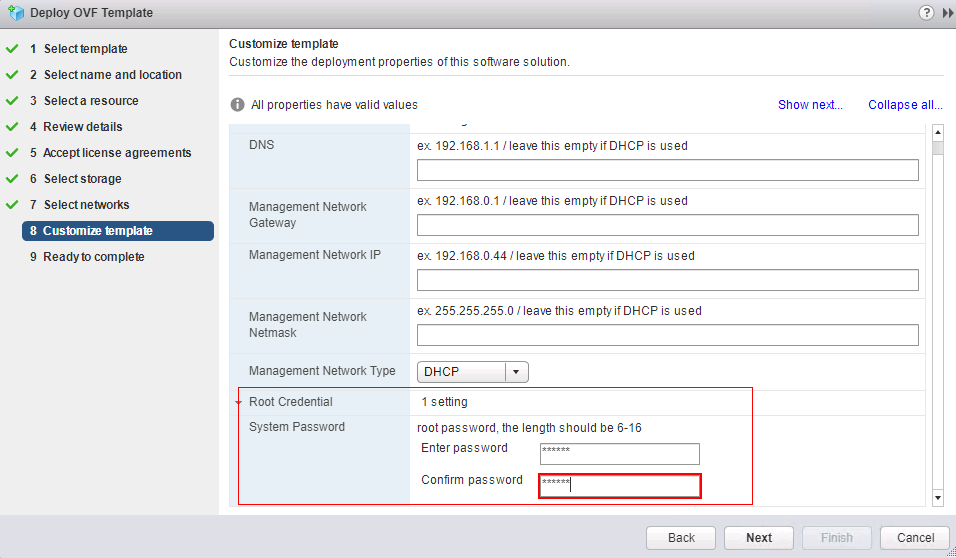 Deploy OVF Template
1 Select template
2 Select name and location
3 Select a resource
4 Review details
5 Accept license agreements
6 Select storage
7 Select networks
8 Customize template
9 Ready to complete
Customize template
Customize the deployment properties of this software solution.
All properties have valid values
Show next...
Collapse all...
DNS
ex. 192.168.1.1 / leave this empty if DHCP is used
Management Network
Gateway
ex. 192.168.0.1 / leave this empty if DHCP is used
Management Network IP
ex. 192.168.0.44 / leave this empty if DHCP is used
Management Network
Netmask
ex. 255.255.255.0 / leave this empty if DHCP is used
Management Network Type
DHCP
Root Credential
1 setting
System Password
root password, the length should be 6-16
Enter password
******
Confirm password
******
Back
Next
Finish
Cancel